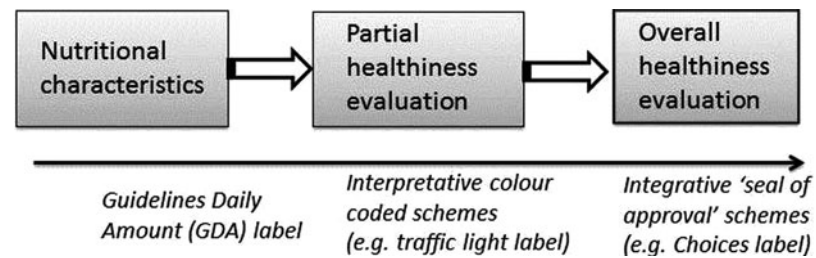 Nutritional
characteristics
Partial
healthiness
evaluation
Overall
healthiness
evaluation
Guidelines Daily
Amount (GDA) label
Interpretative colour
coded schemes
(e.g. traffic light label)
Integrative ‘seal of
approval’ schemes
(e.g. Choices label)